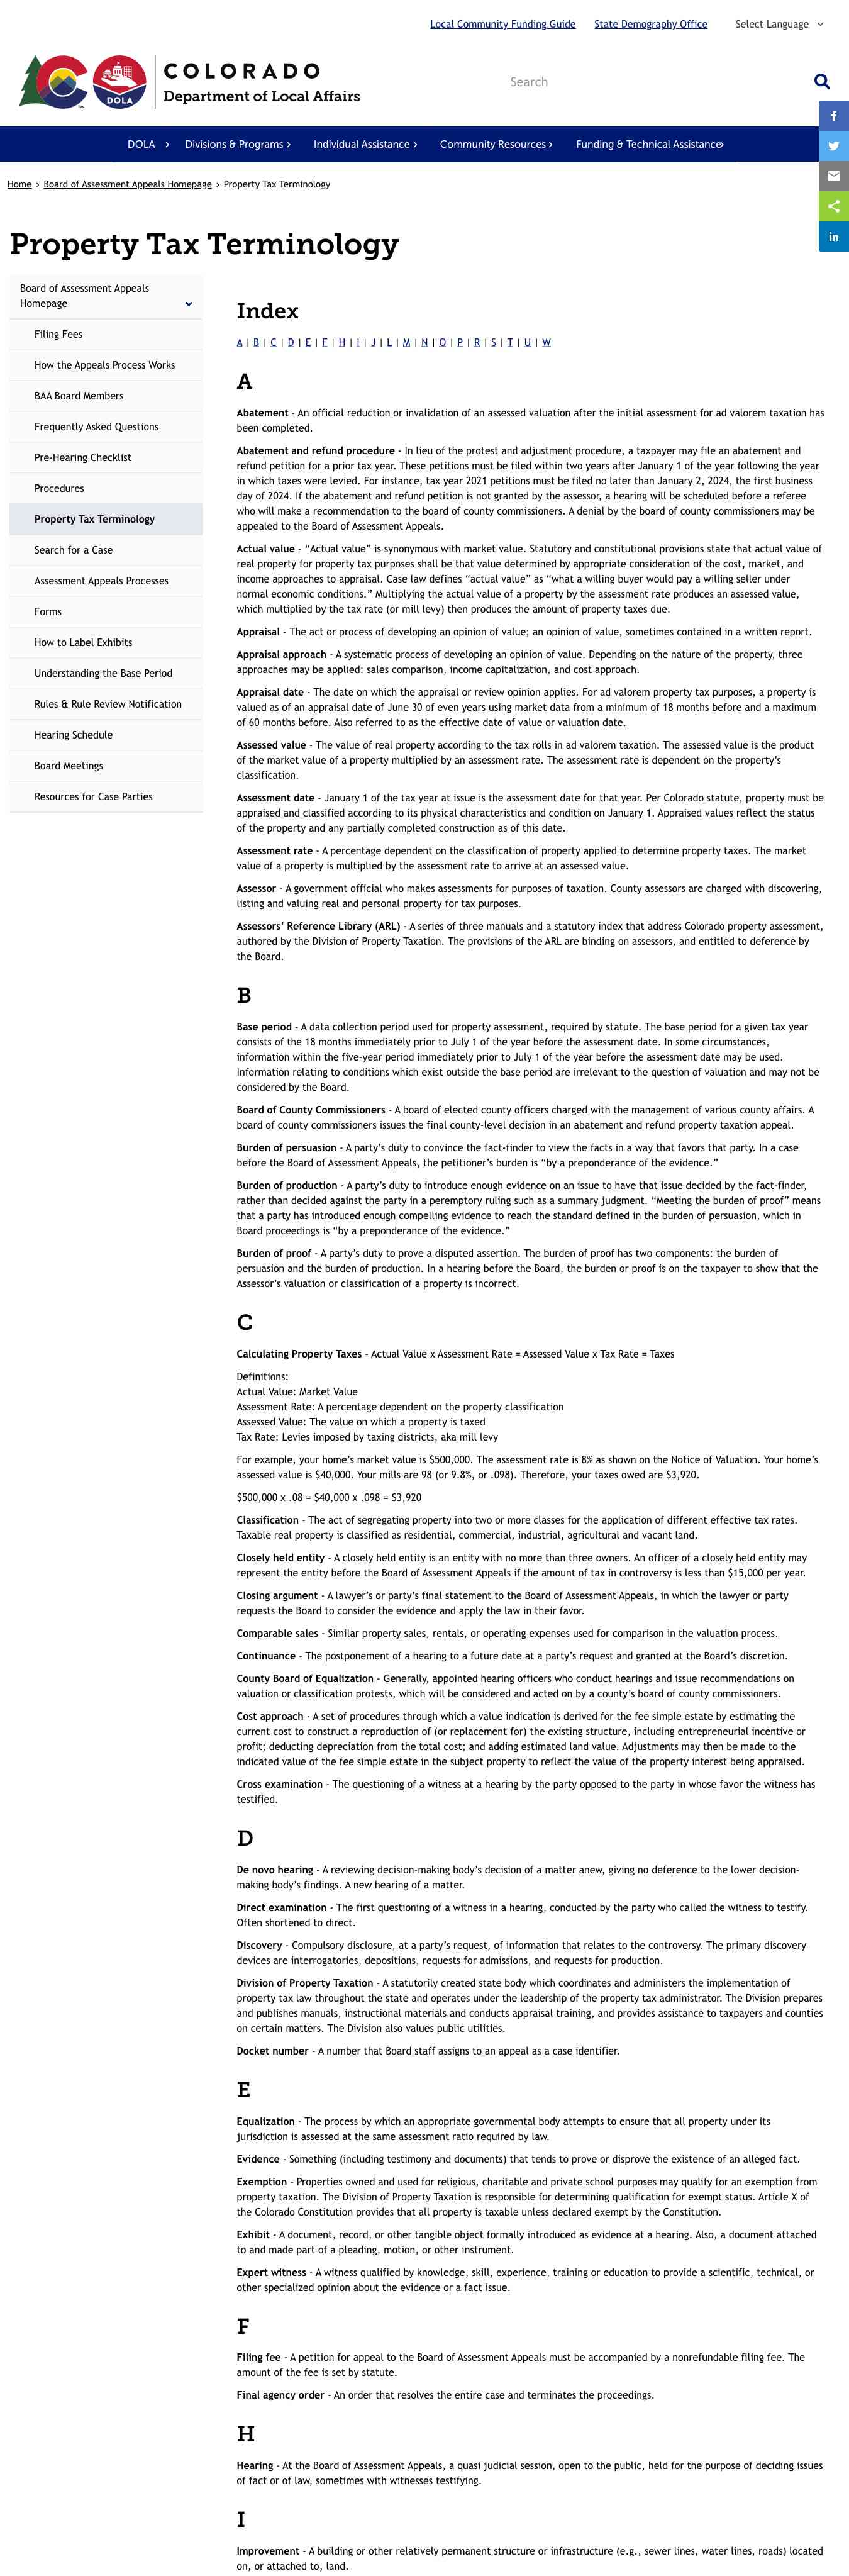 Local Community Funding Guide State Demography Office Select Language
COLORADO
Department of Local Affairs
DOLA
Search
DOLA Divisions & Programs Individual Assistance Community Resources Funding & Technical Assistance
Home › Board of Assessment Appeals Homepage › Property Tax Terminology
Property Tax Terminology
Board of Assessment Appeals
Homepage
Filing Fees
How the Appeals Process Works
BAA Board Members
Frequently Asked Questions
Pre-Hearing Checklist
Procedures
Property Tax Terminology
Search for a Case
Assessment Appeals Processes
Forms
How to Label Exhibits
Understanding the Base Period
Rules & Rule Review Notification
Hearing Schedule
Board Meetings
Resources for Case Parties
Index
A | B | C | D | E | F | H | I | J | L | M | N | O | P | R | S | T | U | W
A
Abatement - An official reduction or invalidation of an assessed valuation after the initial assessment for ad valorem taxation has
been completed.
Abatement and refund procedure - In lieu of the protest and adjustment procedure, a taxpayer may file an abatement and
refund petition for a prior tax year. These petitions must be filed within two years after January 1 of the year following the year
in which taxes were levied. For instance, tax year 2021 petitions must be filed no later than January 2, 2024, the first business
day of 2024. If the abatement and refund petition is not granted by the assessor, a hearing will be scheduled before a referee
who will make a recommendation to the board of county commissioners. A denial by the board of county commissioners may be
appealed to the Board of Assessment Appeals.
Actual value - “Actual value” is synonymous with market value. Statutory and constitutional provisions state that actual value of
real property for property tax purposes shall be that value determined by appropriate consideration of the cost, market, and
income approaches to appraisal. Case law defines “actual value” as “what a willing buyer would pay a willing seller under
normal economic conditions.” Multiplying the actual value of a property by the assessment rate produces an assessed value,
which multiplied by the tax rate (or mill levy) then produces the amount of property taxes due.
Appraisal - The act or process of developing an opinion of value; an opinion of value, sometimes contained in a written report.
Appraisal approach - A systematic process of developing an opinion of value. Depending on the nature of the property, three
approaches may be applied: sales comparison, income capitalization, and cost approach.
Appraisal date - The date on which the appraisal or review opinion applies. For ad valorem property tax purposes, a property is
valued as of an appraisal date of June 30 of even years using market data from a minimum of 18 months before and a maximum
of 60 months before. Also referred to as the effective date of value or valuation date.
Assessed value - The value of real property according to the tax rolls in ad valorem taxation. The assessed value is the product
of the market value of a property multiplied by an assessment rate. The assessment rate is dependent on the property’s
classification.
Assessment date - January 1 of the tax year at issue is the assessment date for that year. Per Colorado statute, property must be
appraised and classified according to its physical characteristics and condition on January 1. Appraised values reflect the status
of the property and any partially completed construction as of this date.
Assessment rate - A percentage dependent on the classification of property applied to determine property taxes. The market
value of a property is multiplied by the assessment rate to arrive at an assessed value.
Assessor - A government official who makes assessments for purposes of taxation. County assessors are charged with discovering,
listing and valuing real and personal property for tax purposes.
Assessors’ Reference Library (ARL) - A series of three manuals and a statutory index that address Colorado property assessment,
authored by the Division of Property Taxation. The provisions of the ARL are binding on assessors, and entitled to deference by
the Board.
B
Base period - A data collection period used for property assessment, required by statute. The base period for a given tax year
consists of the 18 months immediately prior to July 1 of the year before the assessment date. In some circumstances,
information within the five-year period immediately prior to July 1 of the year before the assessment date may be used.
Information relating to conditions which exist outside the base period are irrelevant to the question of valuation and may not be
considered by the Board.
Board of County Commissioners - A board of elected county officers charged with the management of various county affairs. A
board of county commissioners issues the final county-level decision in an abatement and refund property taxation appeal.
Burden of persuasion - A party’s duty to convince the fact-finder to view the facts in a way that favors that party. In a case
before the Board of Assessment Appeals, the petitioner’s burden is “by a preponderance of the evidence.”
Burden of production - A party’s duty to introduce enough evidence on an issue to have that issue decided by the fact-finder,
rather than decided against the party in a peremptory ruling such as a summary judgment. “Meeting the burden of proof” means
that a party has introduced enough compelling evidence to reach the standard defined in the burden of persuasion, which in
Board proceedings is “by a preponderance of the evidence.”
Burden of proof - A party’s duty to prove a disputed assertion. The burden of proof has two components: the burden of
persuasion and the burden of production. In a hearing before the Board, the burden or proof is on the taxpayer to show that the
Assessor’s valuation or classification of a property is incorrect.
C
Calculating Property Taxes - Actual Value x Assessment Rate = Assessed Value x Tax Rate = Taxes
Definitions:
Actual Value: Market Value
Assessment Rate: A percentage dependent on the property classification
Assessed Value: The value on which a property is taxed
Tax Rate: Levies imposed by taxing districts, aka mill levy
For example, your home’s market value is $500,000. The assessment rate is 8% as shown on the Notice of Valuation. Your home’s
assessed value is $40,000. Your mills are 98 (or 9.8%, or .098). Therefore, your taxes owed are $3,920.
$500,000 x .08 = $40,000 x .098 = $3,920
Classification - The act of segregating property into two or more classes for the application of different effective tax rates.
Taxable real property is classified as residential, commercial, industrial, agricultural and vacant land.
Closely held entity - A closely held entity is an entity with no more than three owners. An officer of a closely held entity may
represent the entity before the Board of Assessment Appeals if the amount of tax in controversy is less than $15,000 per year.
Closing argument - A lawyer’s or party’s final statement to the Board of Assessment Appeals, in which the lawyer or party
requests the Board to consider the evidence and apply the law in their favor.
Comparable sales - Similar property sales, rentals, or operating expenses used for comparison in the valuation process.
Continuance - The postponement of a hearing to a future date at a party’s request and granted at the Board’s discretion.
County Board of Equalization - Generally, appointed hearing officers who conduct hearings and issue recommendations on
valuation or classification protests, which will be considered and acted on by a county’s board of county commissioners.
Cost approach - A set of procedures through which a value indication is derived for the fee simple estate by estimating the
current cost to construct a reproduction of (or replacement for) the existing structure, including entrepreneurial incentive or
profit; deducting depreciation from the total cost; and adding estimated land value. Adjustments may then be made to the
indicated value of the fee simple estate in the subject property to reflect the value of the property interest being appraised.
Cross examination - The questioning of a witness at a hearing by the party opposed to the party in whose favor the witness has
testified.
D
De novo hearing - A reviewing decision-making body’s decision of a matter anew, giving no deference to the lower decision-
making body’s findings. A new hearing of a matter.
Direct examination - The first questioning of a witness in a hearing, conducted by the party who called the witness to testify.
Often shortened to direct.
Discovery - Compulsory disclosure, at a party’s request, of information that relates to the controversy. The primary discovery
devices are interrogatories, depositions, requests for admissions, and requests for production.
Division of Property Taxation - A statutorily created state body which coordinates and administers the implementation of
property tax law throughout the state and operates under the leadership of the property tax administrator. The Division prepares
and publishes manuals, instructional materials and conducts appraisal training, and provides assistance to taxpayers and counties
on certain matters. The Division also values public utilities.
Docket number - A number that Board staff assigns to an appeal as a case identifier.
E
Equalization - The process by which an appropriate governmental body attempts to ensure that all property under its
jurisdiction is assessed at the same assessment ratio required by law.
Evidence - Something (including testimony and documents) that tends to prove or disprove the existence of an alleged fact.
Exemption - Properties owned and used for religious, charitable and private school purposes may qualify for an exemption from
property taxation. The Division of Property Taxation is responsible for determining qualification for exempt status. Article X of
the Colorado Constitution provides that all property is taxable unless declared exempt by the Constitution.
Exhibit - A document, record, or other tangible object formally introduced as evidence at a hearing. Also, a document attached
to and made part of a pleading, motion, or other instrument.
Expert witness - A witness qualified by knowledge, skill, experience, training or education to provide a scientific, technical, or
other specialized opinion about the evidence or a fact issue.
F
Filing fee - A petition for appeal to the Board of Assessment Appeals must be accompanied by a nonrefundable filing fee. The
amount of the fee is set by statute.
Final agency order - An order that resolves the entire case and terminates the proceedings.
H
Hearing - At the Board of Assessment Appeals, a quasi judicial session, open to the public, held for the purpose of deciding issues
of fact or of law, sometimes with witnesses testifying.
I
Improvement - A building or other relatively permanent structure or infrastructure (e.g., sewer lines, water lines, roads) located
on, or attached to, land.